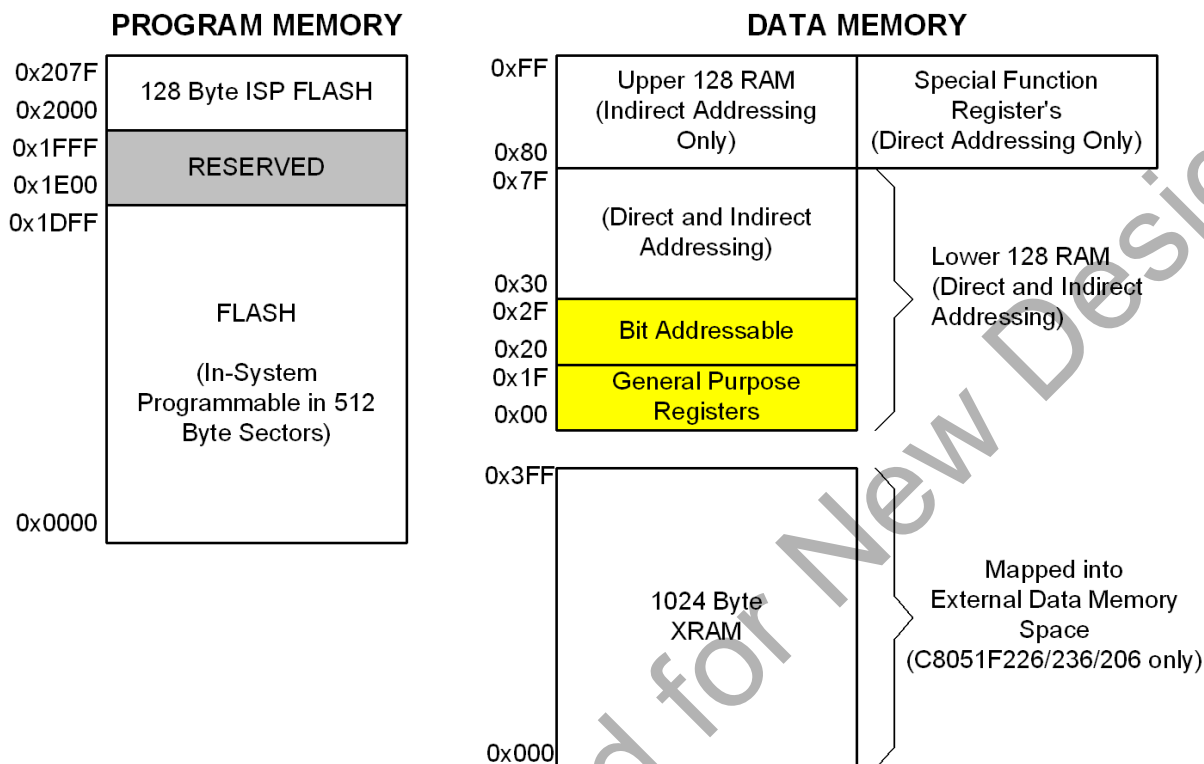 PROGRAM MEMORY
0x207F
0x2000
128 Byte ISP FLASH
0x1FFF
0x1E00
RESERVED
0x1DFF
FLASH
(In-System
Programmable in 512
Byte Sectors)
0x0000
DATA MEMORY
0xFF
Upper 128 RAM
(Indirect Addressing
Only)
Special Function
Register's
(Direct Addressing Only)
0x80
0x7F
(Direct and Indirect
Addressing)
0x30
0x2F
Bit Addressable
0x20
0x1F
General Purpose
Registers
0x00
Lower 128 RAM
(Direct and Indirect
Addressing)
0x3FF
1024 Byte
XRAM
0x000
Mapped into
External Data Memory
Space
(C8051F226/236/206 only)
for New Desig